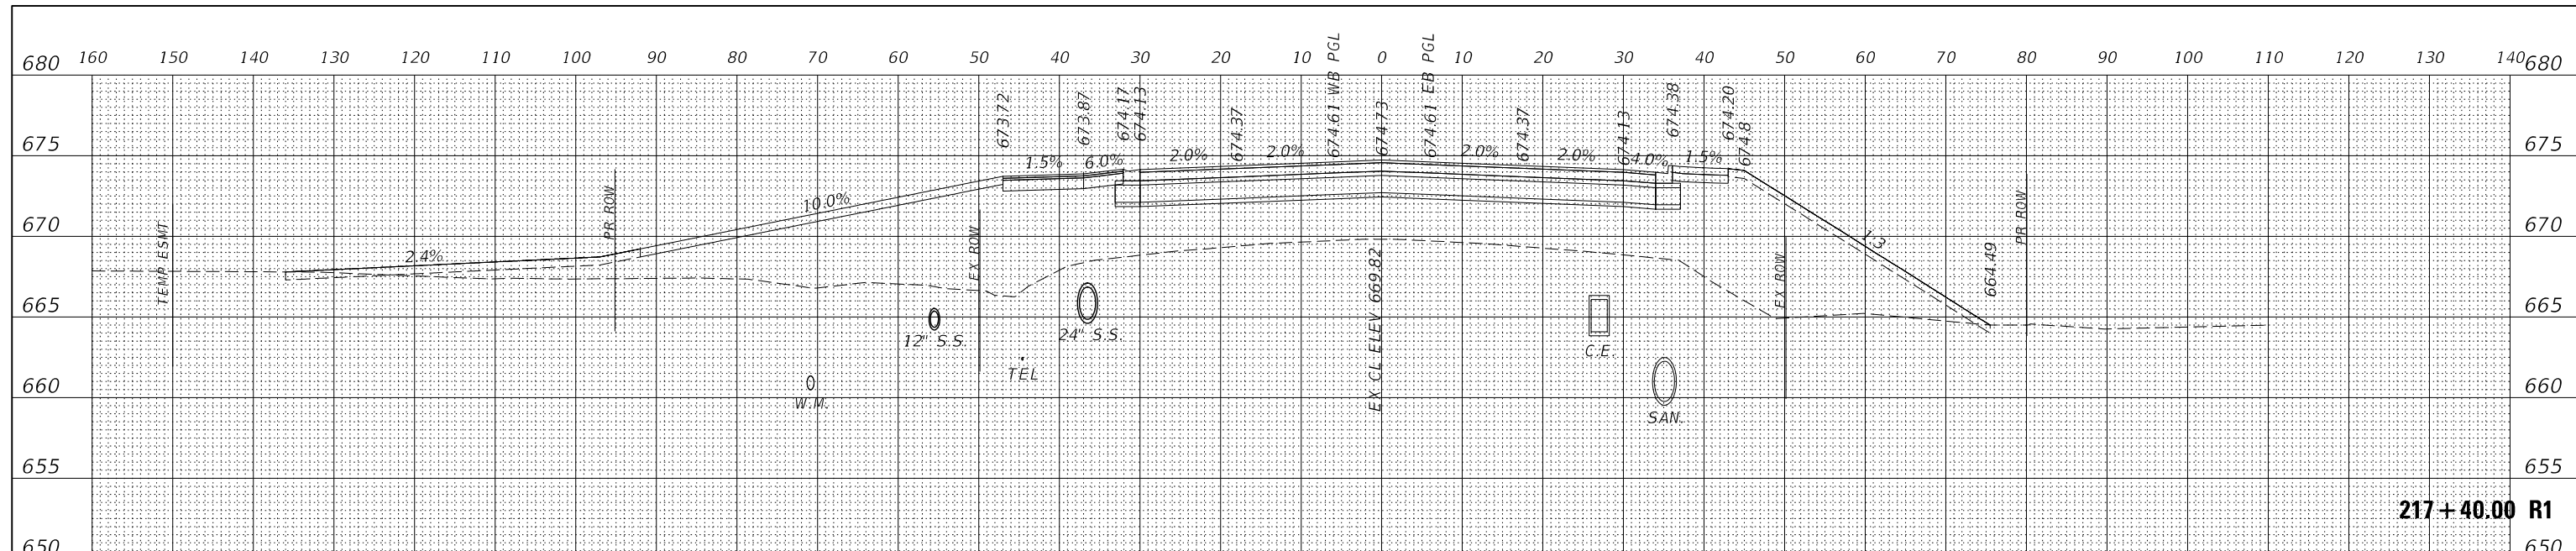 160 150 140 130 120 110 100 90 80 70 60 50 40 30 20 10 0 10 20 30 40 50 60 70 80 90 100 110 120 130 140
680 680
675 675
670 670
665 665
660 660
655 655
650 650
TEMP ESMT
2.4%
PR ROW
10.0%
W.M.
12" S.S.
EX ROW
673.72
TEL
1.5%
673.87
24" S.S.
6.0%
674.17
674.13
2.0%
674.37
2.0%
674.61 WB PGL
674.73
EX CL ELEV 669.82
674.61 EB PGL
2.0%
674.37
2.0%
C.E.
674.13
4.0%
SAN.
674.38
1.5%
674.20
674.8
EX ROW
1:3
664.49
PR ROW
217+40.00 R1